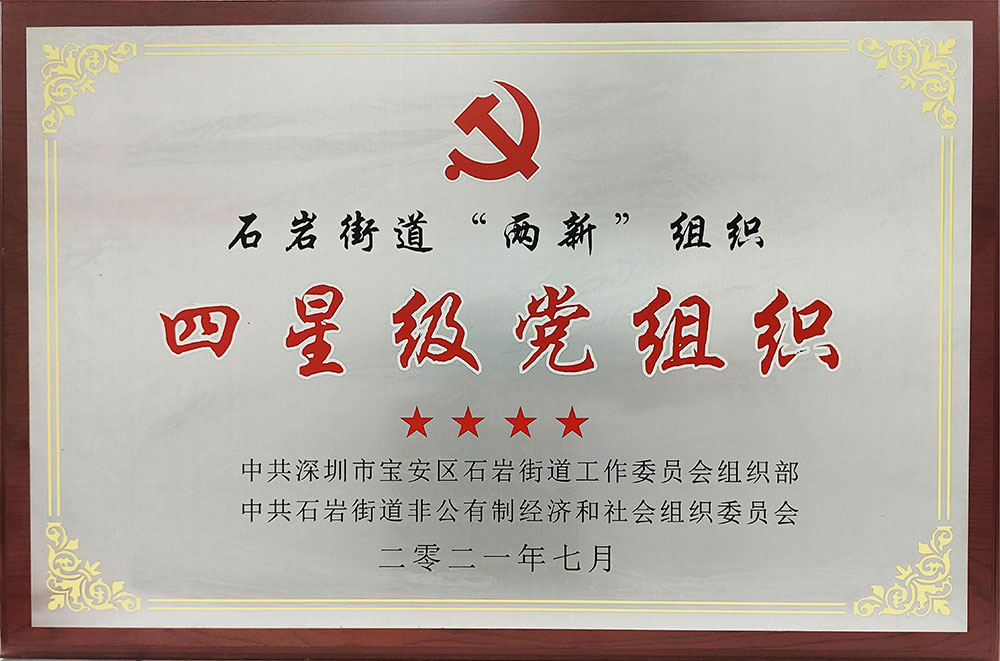 石岩街道“两新”组织
四星级党组织
中共深圳市宝安区石岩街道工作委员会组织部
中共石岩街道非公有制经济和社会组织委员会
二零二一年七月